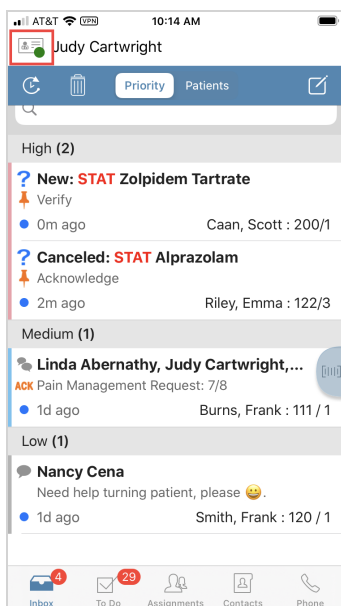 AT&T VPN 10:14 AM
Judy Cartwright
Priority Patients
High (2)
New: STAT Zolpidem Tartrate
Verify
0m ago Caan, Scott : 200/1
Canceled: STAT Alprazolam
Acknowledge
2m ago Riley, Emma : 122/3
Medium (1)
Linda Abernathy, Judy Cartwright,...
ACK Pain Management Request: 7/8
1d ago Burns, Frank : 111 / 1
Low (1)
Nancy Cena
Need help turning patient, please 😀.
1d ago Smith, Frank : 120 / 1
4 29
Inbox To Do Assignments Contacts Phone